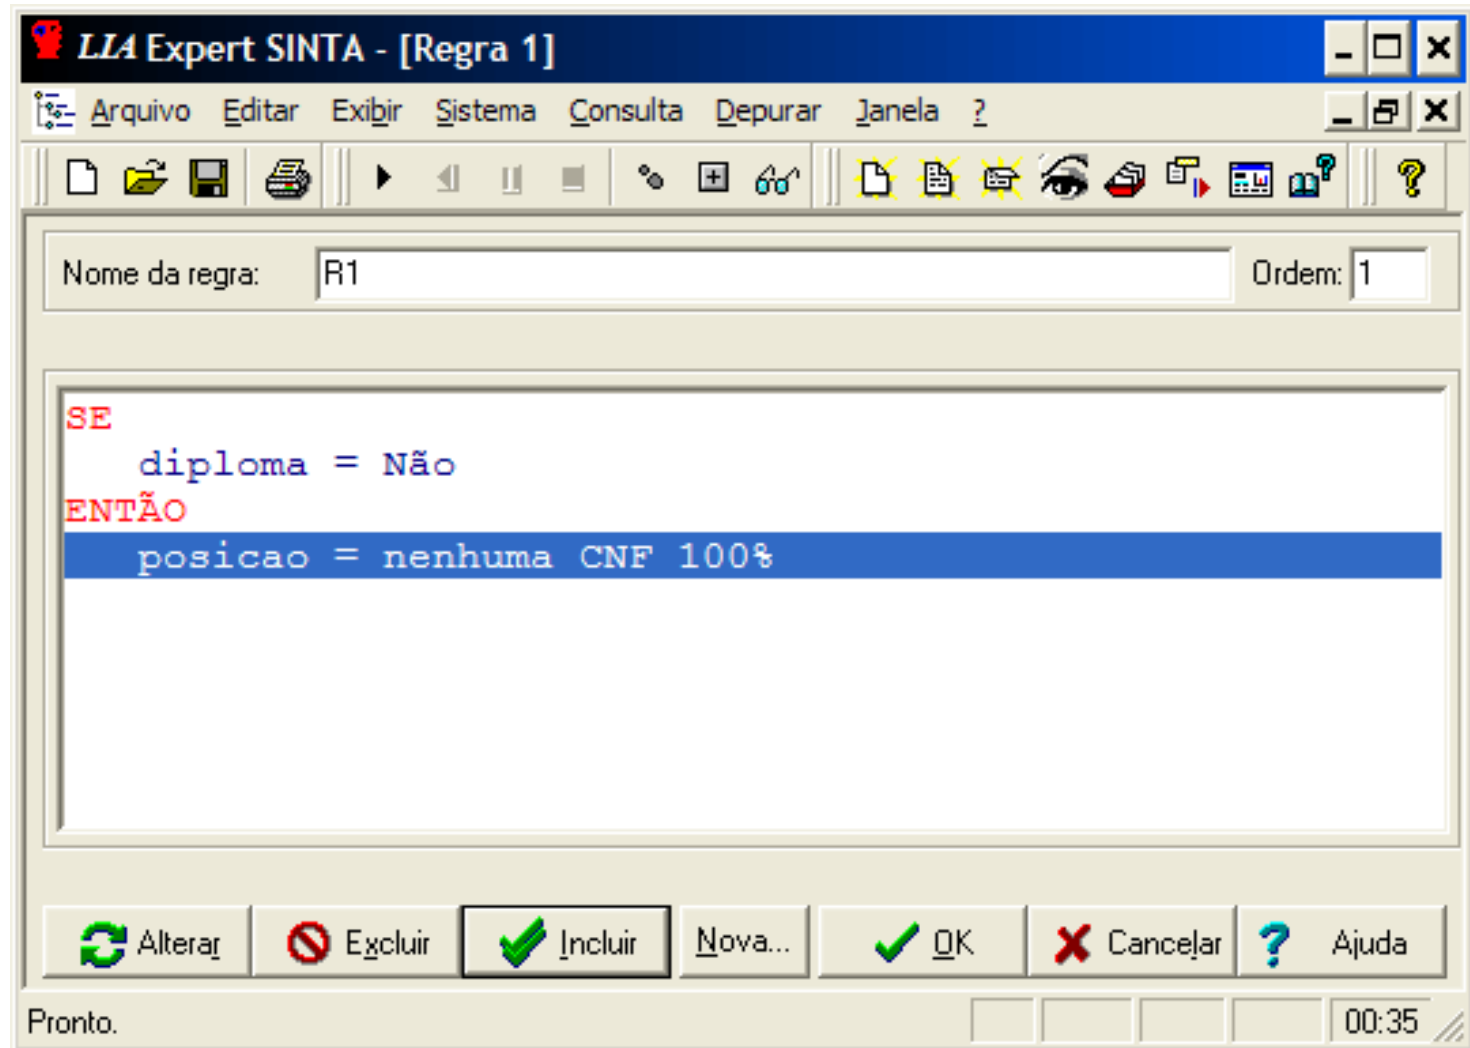 LIA Expert SINTA - [Regra 1]
Arquivo Editar Exibir Sistema Consulta Depurar Janela ?
Nome da regra: R1 Ordem: 1
SE
diploma = Não
ENTÃO
posicao = nenhuma CNF 100%
Alterar Excluir Incluir Nova... OK Cancelar Ajuda
Pronto. 00:35